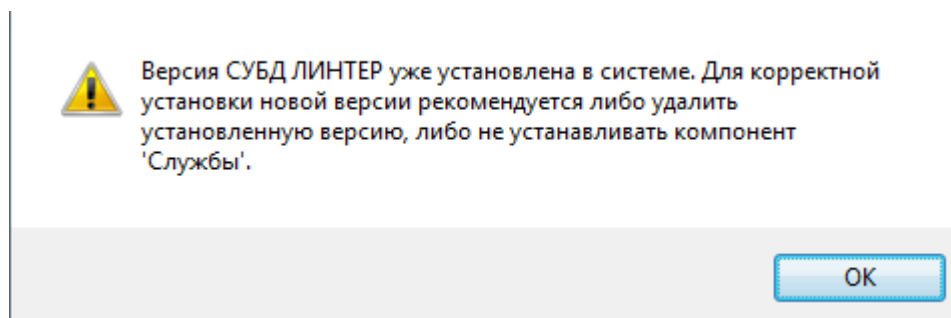 Версия СУБД ЛИНТЕР уже установлена в системе. Для корректной
установки новой версии рекомендуется либо удалить
установленную версию, либо не устанавливать компонент
'Службы'.
OK